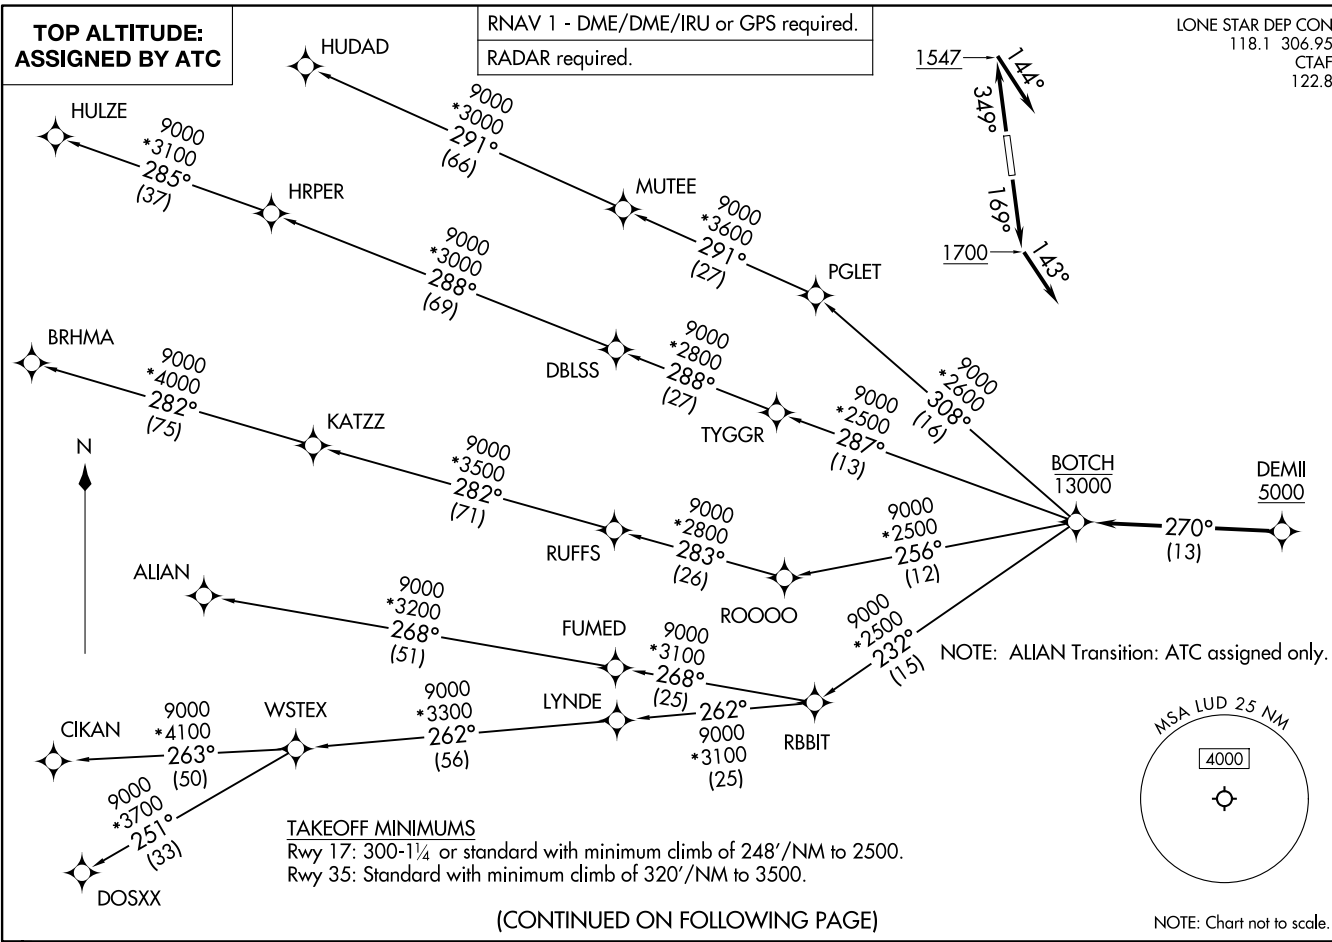 TOP ALTITUDE:
ASSIGNED BY ATC
RNAV 1 - DME/DME/IRU or GPS required.
RADAR required.
LONE STAR DEP CON
118.1 306.95
CTAF
122.8
HUDAD
1547
144°
349°
169°
1700
143°
HULZE
9000
*3100
285°
(37)
HRPER
9000
*3000
291°
(66)
MUTEE
9000
*3600
291°
(27)
PGLET
9000
*3000
288°
(69)
DBLSS
9000
*2800
288°
(27)
TYGGR
9000
*2600
308°
(16)
9000
*2500
287°
(13)
BOTCH
13000
DEMII
5000
270°
(13)
BRHMA
9000
*4000
282°
(75)
KATZZ
9000
*3500
282°
(71)
RUFFS
9000
*2800
283°
(26)
ROOOO
9000
*2500
256°
(12)
N
ALIAN
9000
*3200
268°
(51)
FUMED
9000
*3100
268°
(25)
9000
*2500
232°
(15)
NOTE: ALIAN Transition: ATC assigned only.
RBBIT
262°
9000
*3100
(25)
LYNDE
9000
*3300
262°
(56)
WSTEX
9000
*4100
263°
(50)
CIKAN
9000
*3700
251°
(33)
DOSXX
MSA LUD 25 NM
4000
TAKEOFF MINIMUMS
Rwy 17: 300-1¼ or standard with minimum climb of 248'/NM to 2500.
Rwy 35: Standard with minimum climb of 320'/NM to 3500.
(CONTINUED ON FOLLOWING PAGE)
NOTE: Chart not to scale.